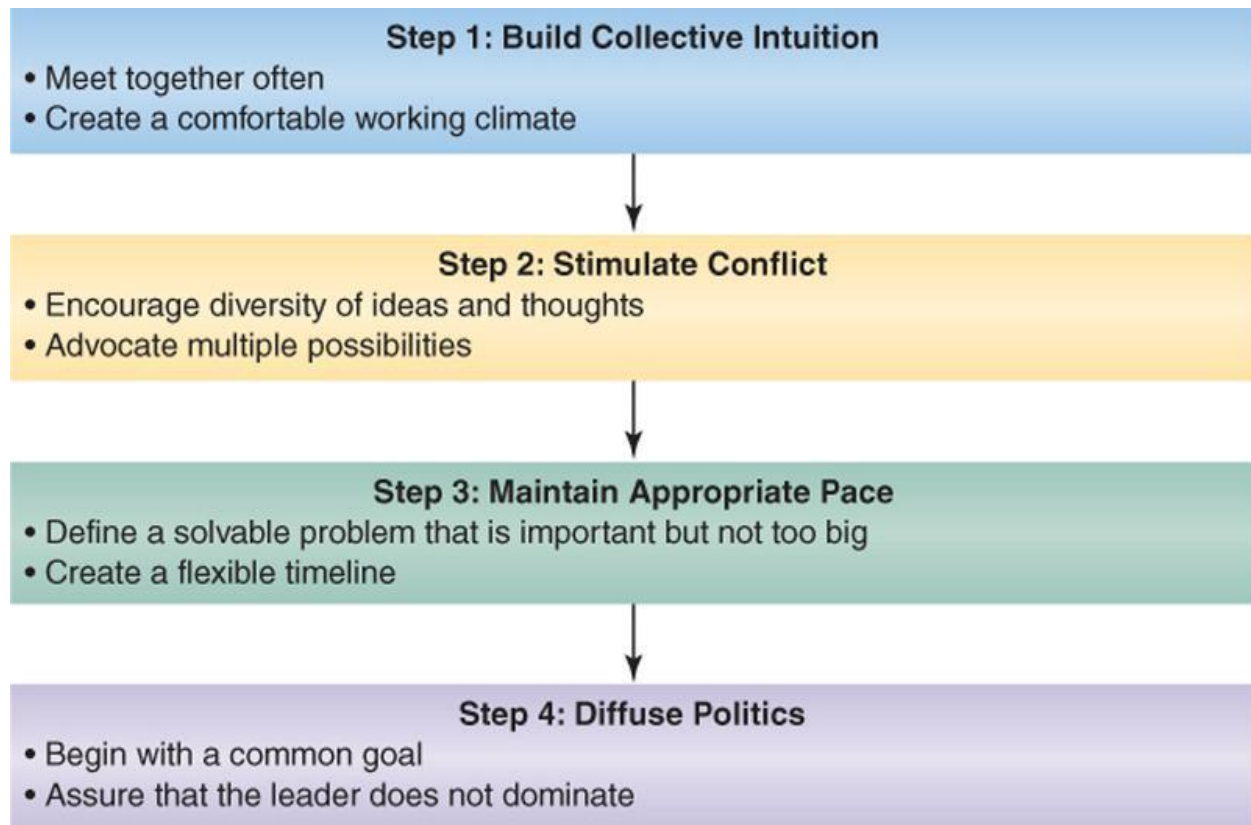 Step 1: Build Collective Intuition
• Meet together often
• Create a comfortable working climate
Step 2: Stimulate Conflict
• Encourage diversity of ideas and thoughts
• Advocate multiple possibilities
Step 3: Maintain Appropriate Pace
• Define a solvable problem that is important but not too big
• Create a flexible timeline
Step 4: Diffuse Politics
• Begin with a common goal
• Assure that the leader does not dominate